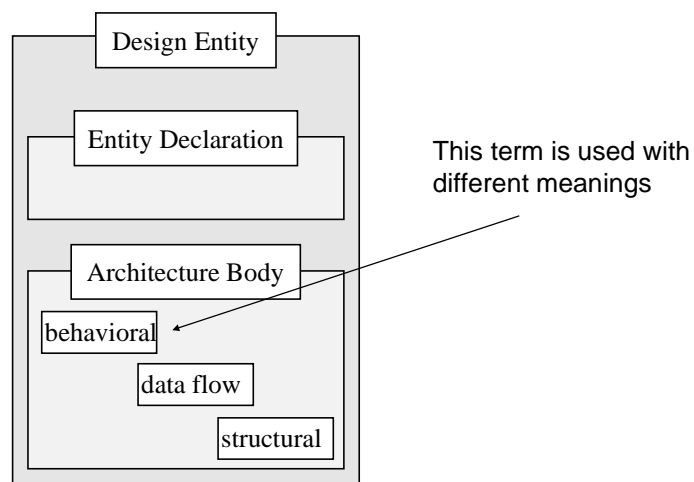 Design Entity
Entity Declaration
This term is used with
different meanings
Architecture Body
behavioral
data flow
structural